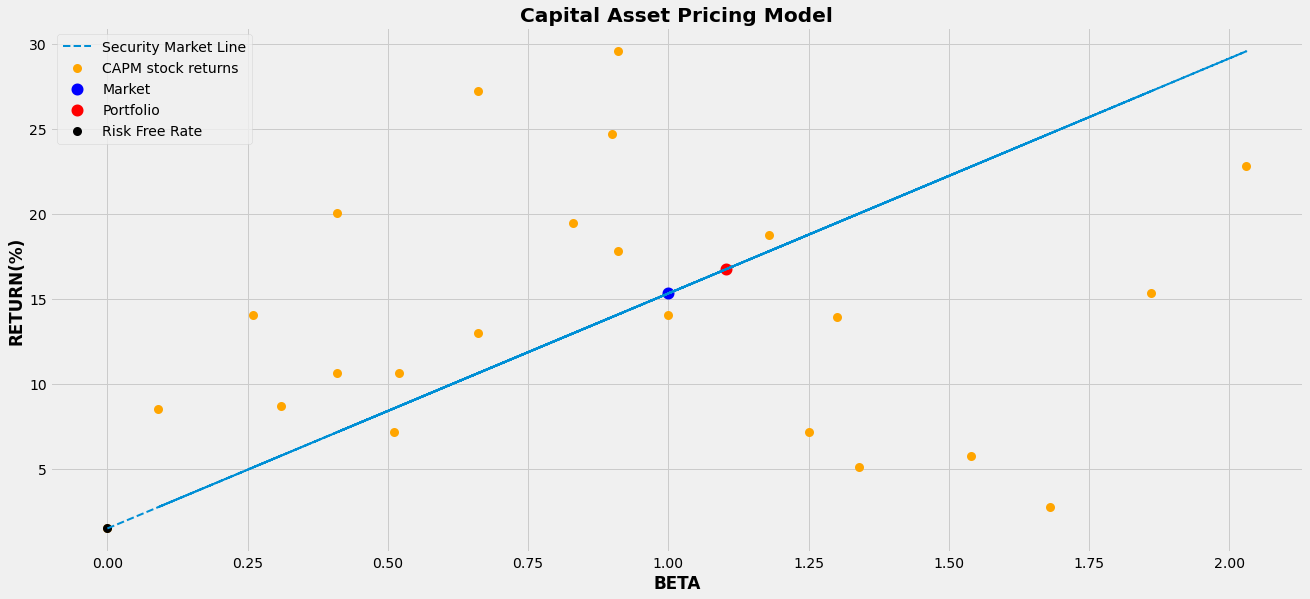 Capital Asset Pricing Model
Security Market Line
CAPM stock returns
Market
Portfolio
Risk Free Rate
RETURN(%)
30
25
20
15
10
5
0.00 0.25 0.50 0.75 1.00 1.25 1.50 1.75 2.00
BETA